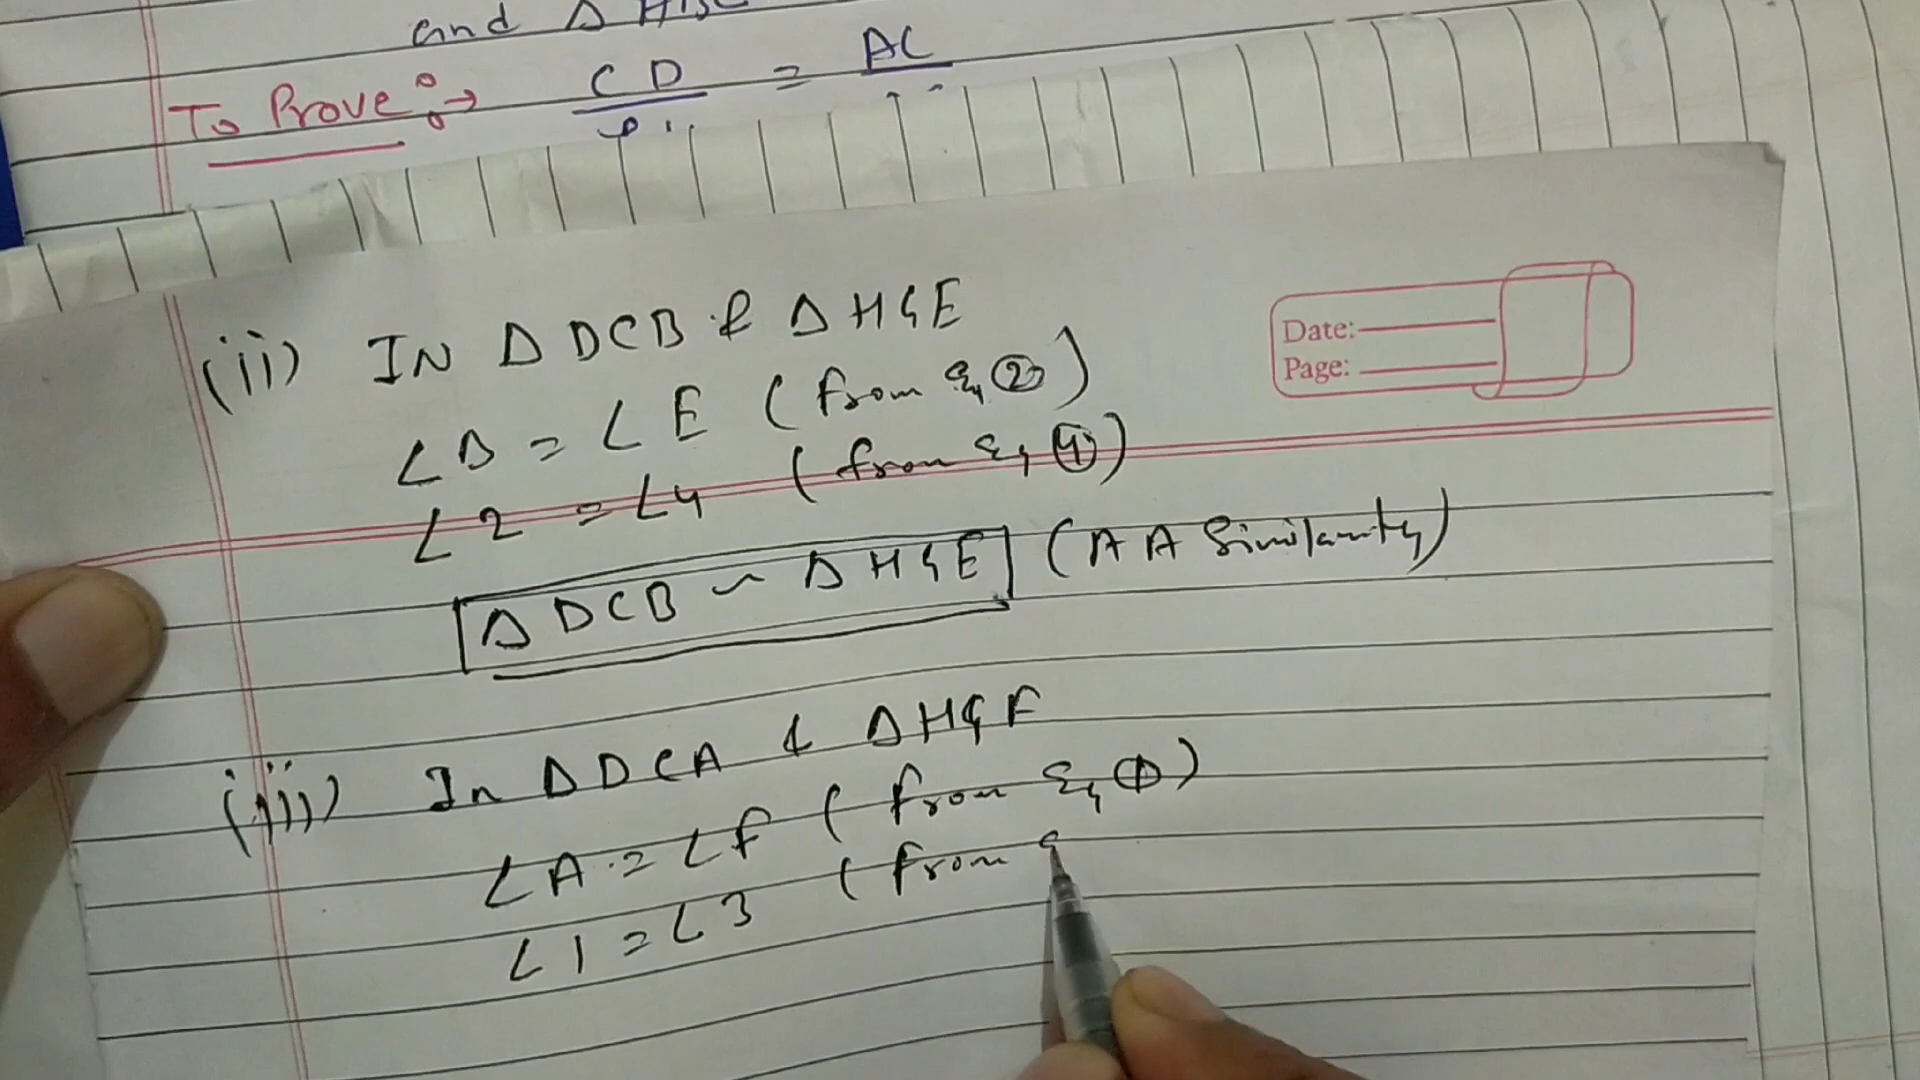 and Δ
To Prove :→ CD = AC
Date:
Page:
(ii) IN Δ DCB & Δ HGE
∠B = ∠E (from Eq ②)
∠2 = ∠4 (from Eq ④)
Δ DCB ~ Δ HGE (AA Similarity)
(iii) In Δ DCA & Δ HGF
∠A = ∠F (from Eq ①)
∠1 = ∠3 (from